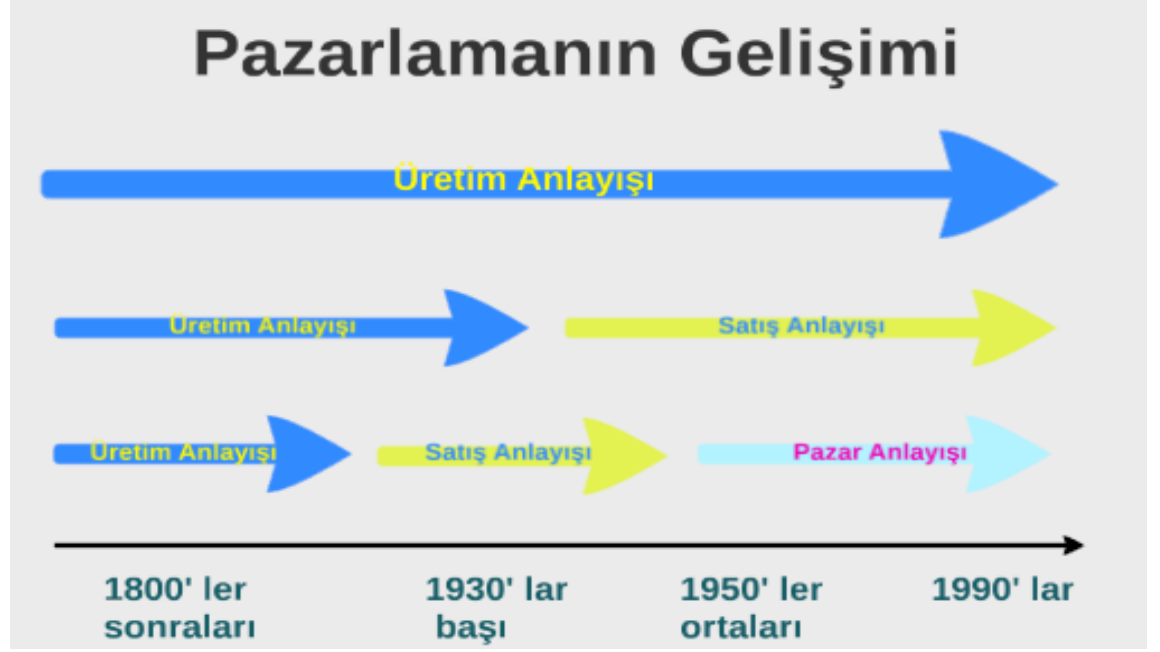 Pazarlamanın Gelişimi
Üretim Anlayışı
Üretim Anlayışı
Satış Anlayışı
Üretim Anlayışı
Satış Anlayışı
Pazar Anlayışı
1800' ler
sonraları
1930' lar
başı
1950' ler
ortaları
1990' lar